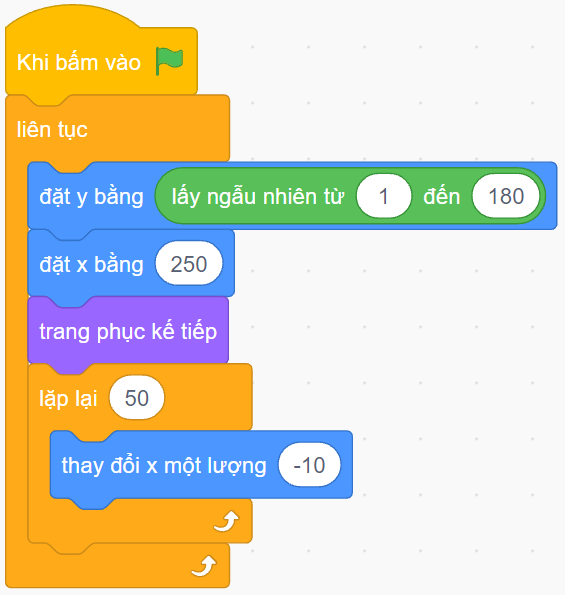 Khi bấm vào
liên tục
đặt y bằng lấy ngẫu nhiên từ 1 đến 180
đặt x bằng 250
trang phục kế tiếp
lặp lại 50
thay đổi x một lượng -10